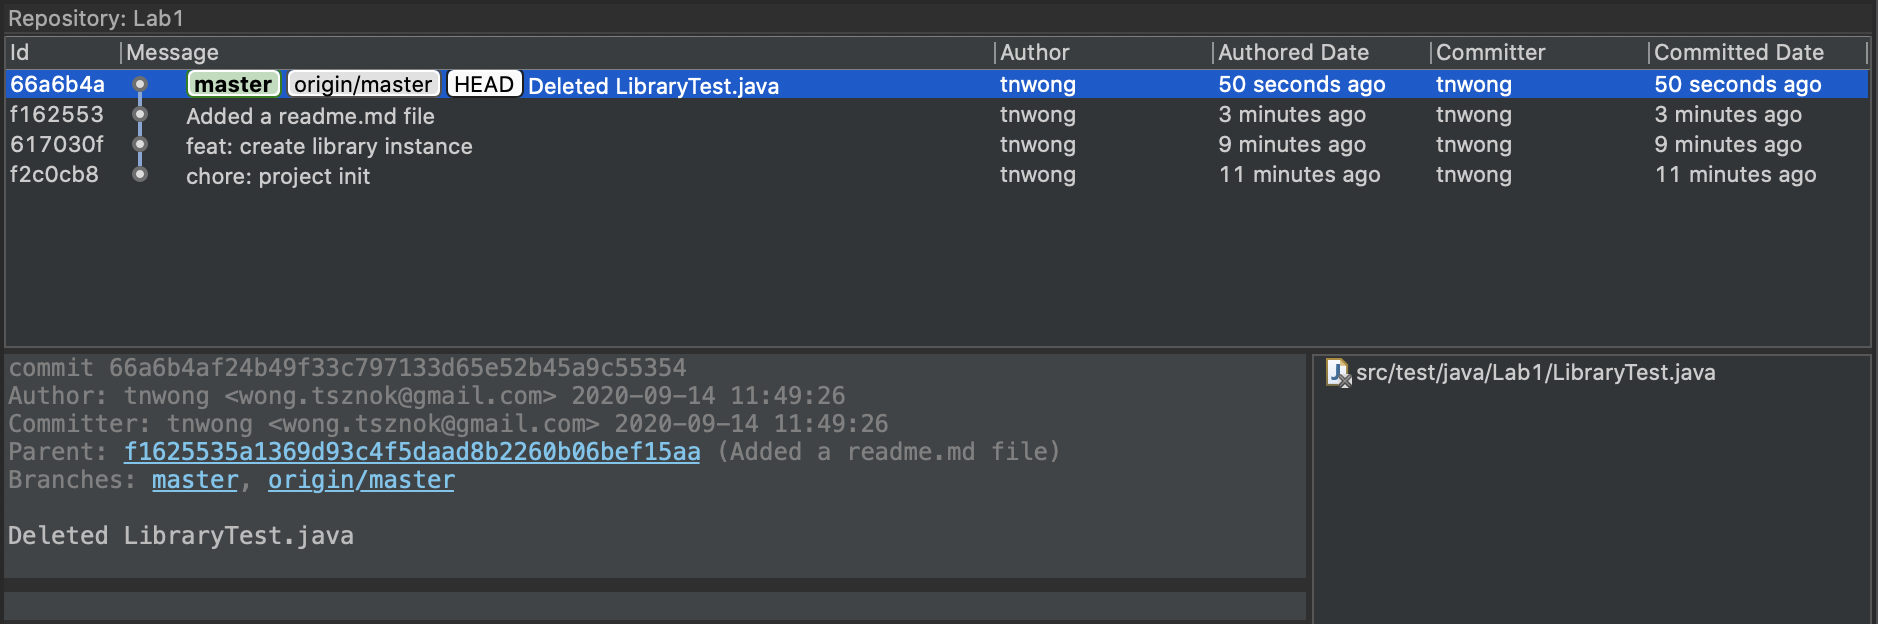 Repository: Lab1
Id Message Author Authored Date Committer Committed Date
66a6b4a master origin/master HEAD Deleted LibraryTest.java tnwong 50 seconds ago tnwong 50 seconds ago
f162553 Added a readme.md file tnwong 3 minutes ago tnwong 3 minutes ago
617030f feat: create library instance tnwong 9 minutes ago tnwong 9 minutes ago
f2c0cb8 chore: project init tnwong 11 minutes ago tnwong 11 minutes ago
commit 66a6b4af24b49f33c797133d65e52b45a9c55354
Author: tnwong <wong.tsznok@gmail.com> 2020-09-14 11:49:26
Committer: tnwong <wong.tsznok@gmail.com> 2020-09-14 11:49:26
Parent: f1625535a1369d93c4f5daad8b2260b06bef15aa (Added a readme.md file)
Branches: master, origin/master
Deleted LibraryTest.java
src/test/java/Lab1/LibraryTest.java